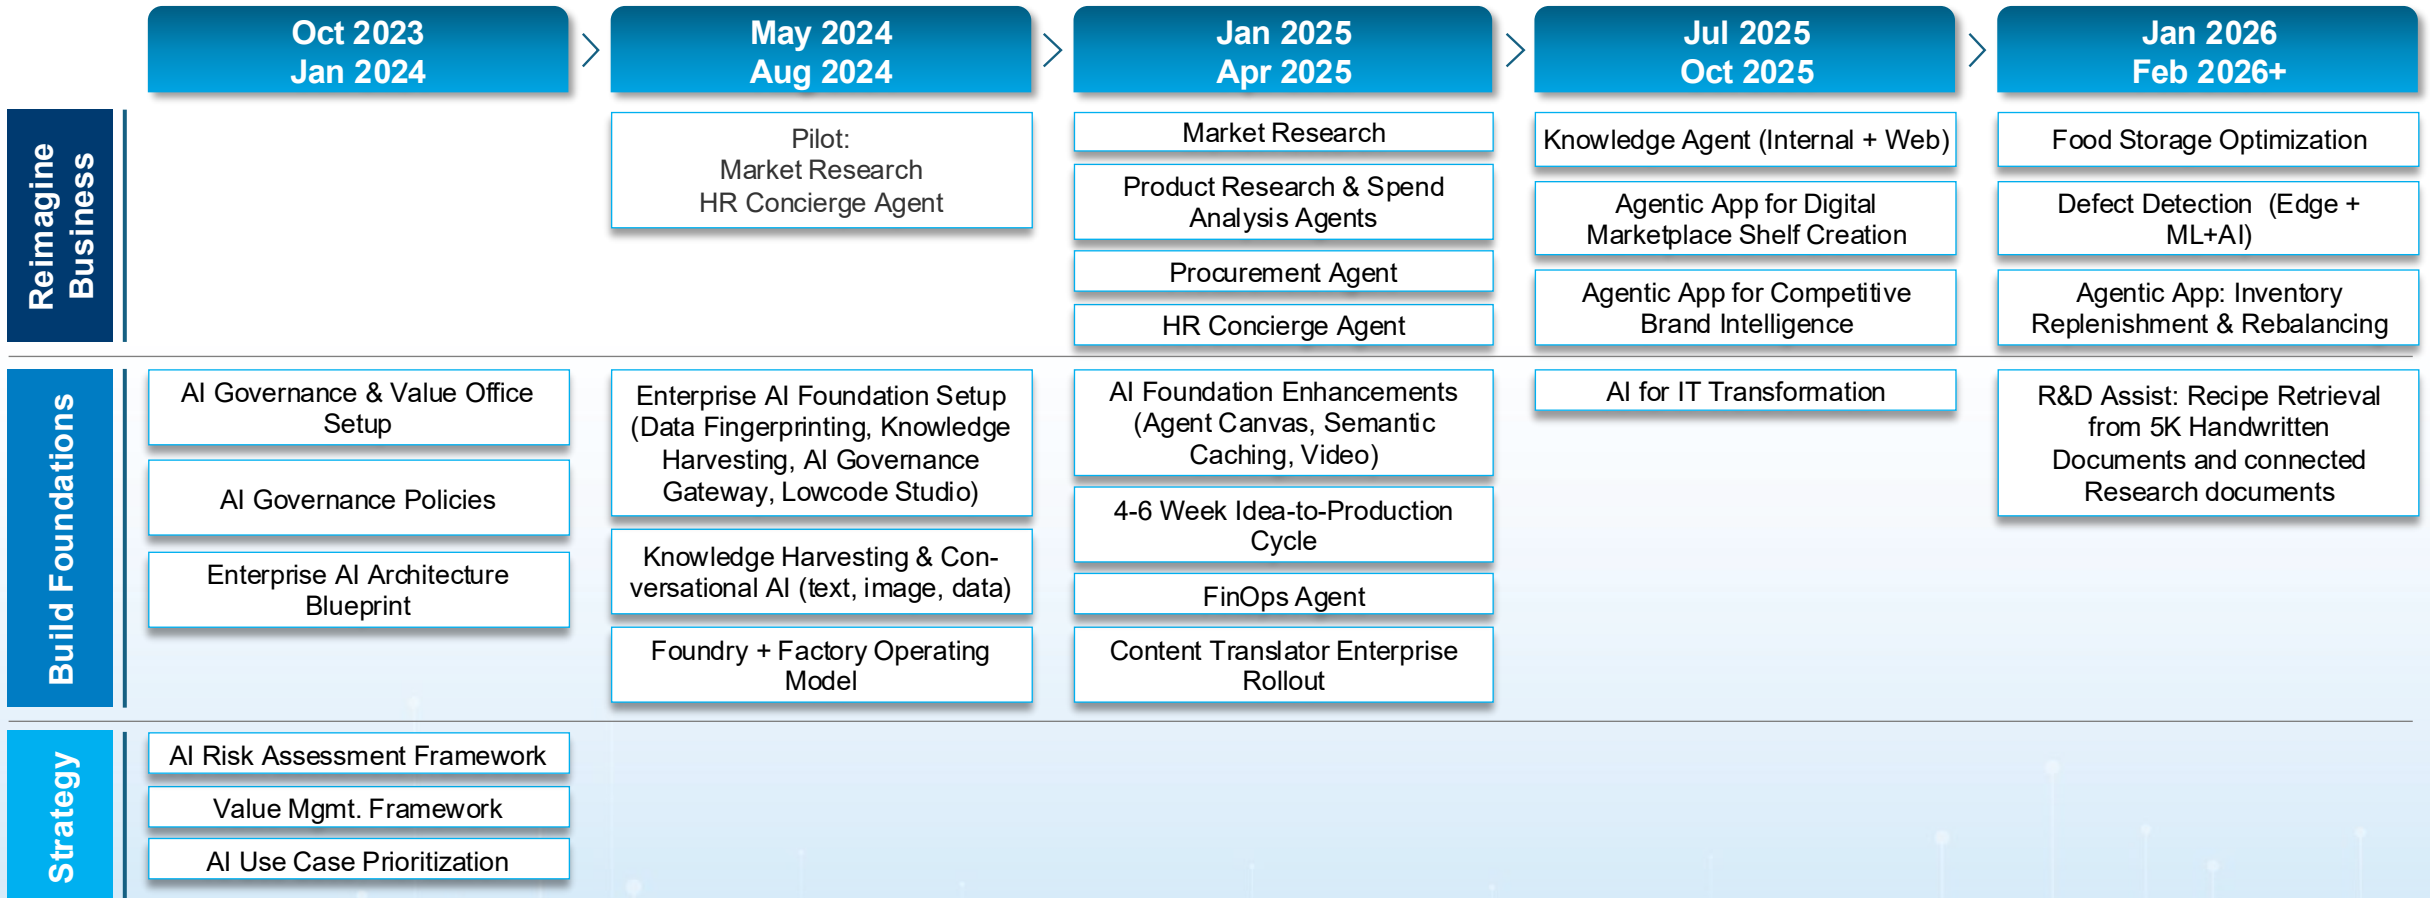 Oct 2023
Jan 2024
May 2024
Aug 2024
Jan 2025
Apr 2025
Jul 2025
Oct 2025
Jan 2026
Feb 2026+
Reimagine
Business
Pilot:
Market Research
HR Concierge Agent
Market Research
Product Research & Spend
Analysis Agents
Procurement Agent
HR Concierge Agent
Knowledge Agent (Internal + Web)
Agentic App for Digital
Marketplace Shelf Creation
Agentic App for Competitive
Brand Intelligence
Food Storage Optimization
Defect Detection (Edge +
ML+AI)
Agentic App: Inventory
Replenishment & Rebalancing
Build Foundations
AI Governance & Value Office
Setup
AI Governance Policies
Enterprise AI Architecture
Blueprint
Enterprise AI Foundation Setup
(Data Fingerprinting, Knowledge
Harvesting, AI Governance
Gateway, Lowcode Studio)
Knowledge Harvesting & Con-
versational AI (text, image, data)
Foundry + Factory Operating
Model
AI Foundation Enhancements
(Agent Canvas, Semantic
Caching, Video)
4-6 Week Idea-to-Production
Cycle
FinOps Agent
Content Translator Enterprise
Rollout
AI for IT Transformation
R&D Assist: Recipe Retrieval
from 5K Handwritten
Documents and connected
Research documents
Strategy
AI Risk Assessment Framework
Value Mgmt. Framework
AI Use Case Prioritization